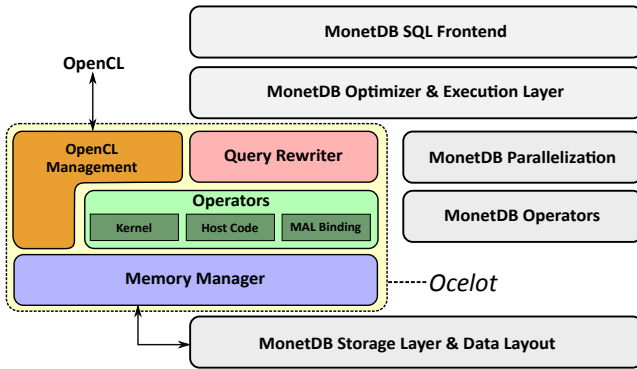 MonetDB SQL Frontend
OpenCL
MonetDB Optimizer & Execution Layer
OpenCL
Management
Query Rewriter
MonetDB Parallelization
Operators
Kernel
Host Code
MAL Binding
MonetDB Operators
Memory Manager
Ocelot
MonetDB Storage Layer & Data Layout